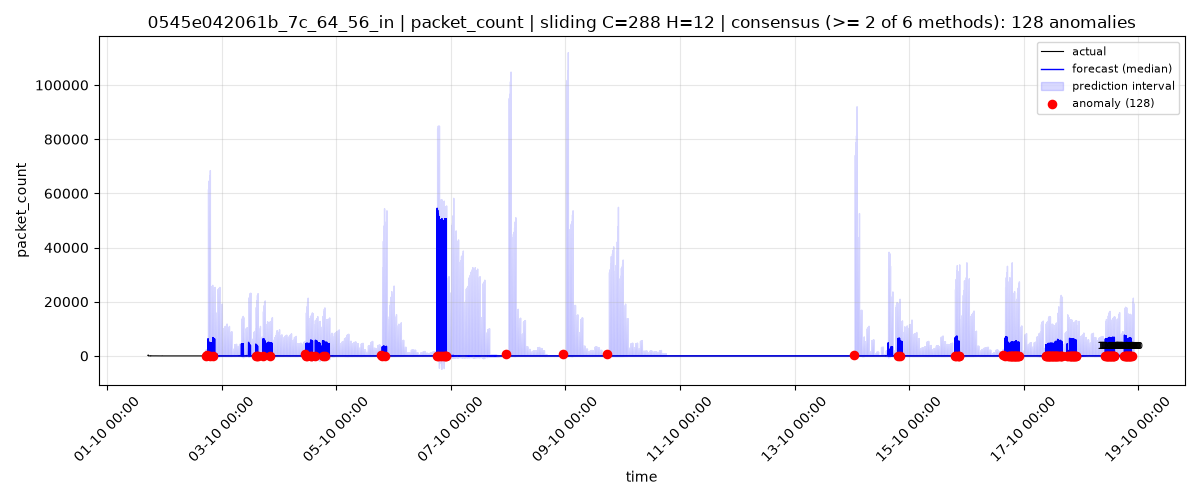 0545e042061b_7c_64_56_in | packet_count | sliding C=288 H=12 | consensus (>= 2 of 6 methods): 128 anomalies
actual
forecast (median)
prediction interval
anomaly (128)
packet_count
100000
80000
60000
40000
20000
0
01-10 00:00
03-10 00:00
05-10 00:00
07-10 00:00
09-10 00:00
11-10 00:00
13-10 00:00
15-10 00:00
17-10 00:00
19-10 00:00
time